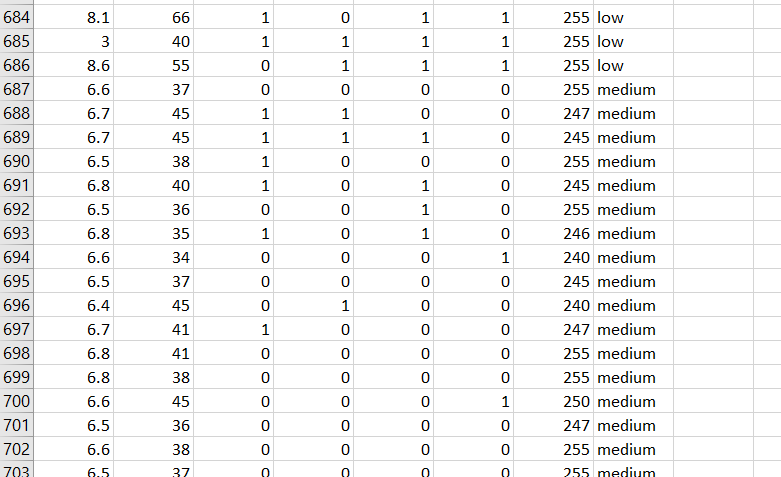 684 8.1 66 1 0 1 1 255 low
685 3 40 1 1 1 1 255 low
686 8.6 55 0 1 1 1 255 low
687 6.6 37 0 0 0 0 255 medium
688 6.7 45 1 1 0 0 247 medium
689 6.7 45 1 1 1 0 245 medium
690 6.5 38 1 0 0 0 255 medium
691 6.8 40 1 0 1 0 245 medium
692 6.5 36 0 0 1 0 255 medium
693 6.8 35 1 0 1 0 246 medium
694 6.6 34 0 0 0 1 240 medium
695 6.5 37 0 0 0 0 245 medium
696 6.4 45 0 1 0 0 240 medium
697 6.7 41 1 0 0 0 247 medium
698 6.8 41 0 0 0 0 255 medium
699 6.8 38 0 0 0 0 255 medium
700 6.6 45 0 0 0 1 250 medium
701 6.5 36 0 0 0 0 247 medium
702 6.6 38 0 0 0 0 255 medium
703 6.5 37 0 0 0 0 255 medium